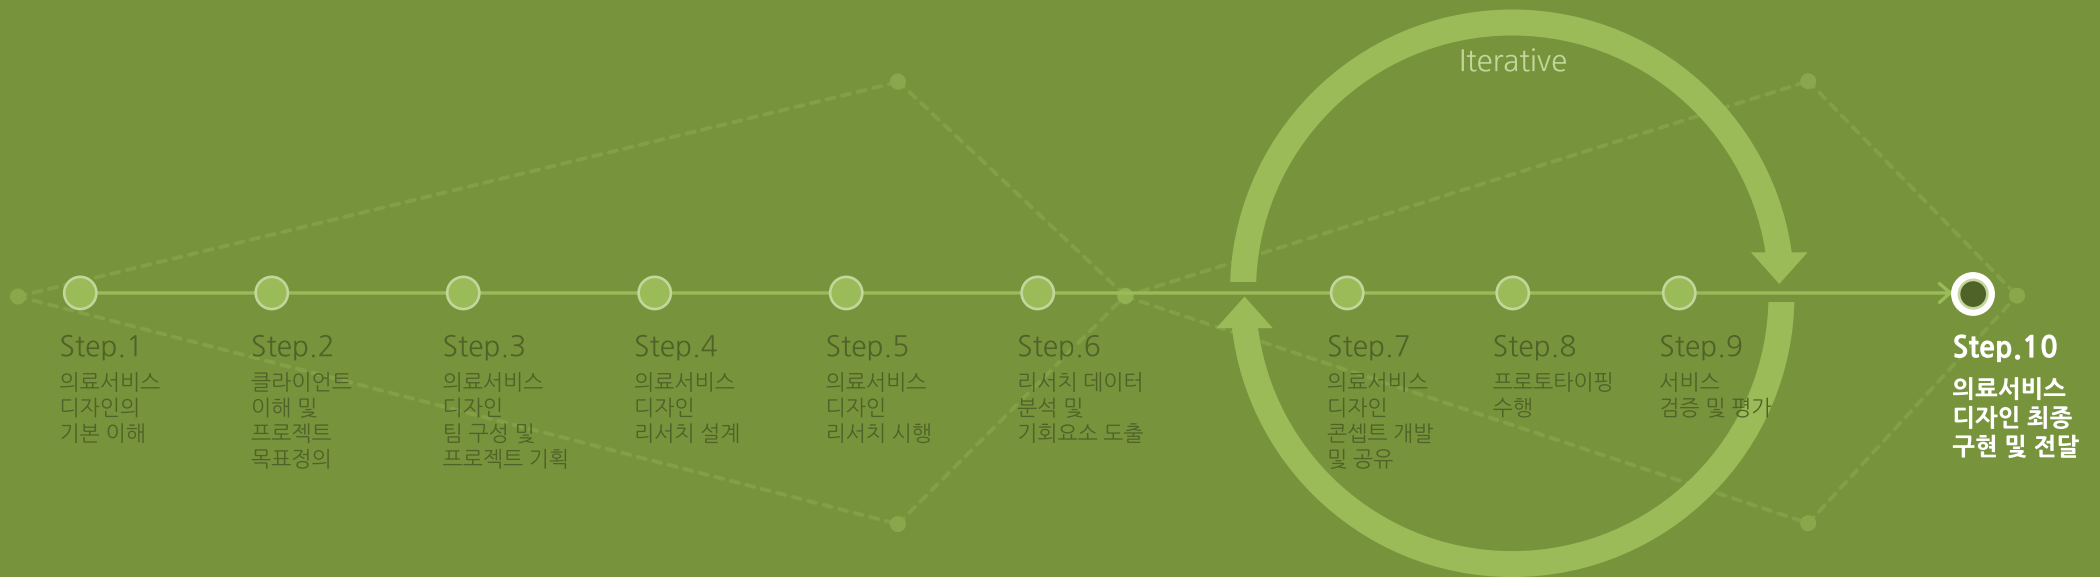 Iterative
Step.1
의료서비스
디자인의
기본 이해
Step.2
클라이언트
이해 및
프로젝트
목표정의
Step.3
의료서비스
디자인
팀 구성 및
프로젝트 기획
Step.4
의료서비스
디자인
리서치 설계
Step.5
의료서비스
디자인
리서치 시행
Step.6
리서치 데이터
분석 및
기회요소 도출
Step.7
의료서비스
디자인
콘셉트 개발
및 공유
Step.8
프로토타이핑
수행
Step.9
서비스
검증 및 평가
Step.10
의료서비스
디자인 최종
구현 및 전달